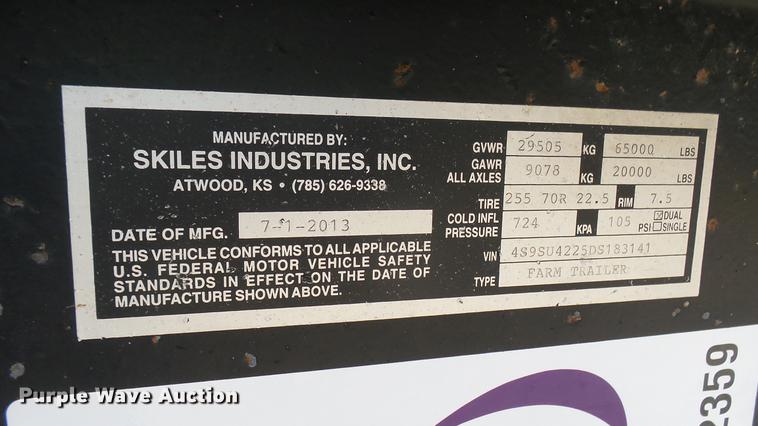 MANUFACTURED BY:
SKILES INDUSTRIES, INC.
ATWOOD, KS • (785) 626-9338
DATE OF MFG. 7-1-2013
THIS VEHICLE CONFORMS TO ALL APPLICABLE
U.S. FEDERAL MOTOR VEHICLE SAFETY
STANDARDS IN EFFECT ON THE DATE OF
MANUFACTURE SHOWN ABOVE.
GVWR 29505 KG 65000 LBS
GAWR
ALL AXLES 9078 KG 20000 LBS
TIRE 255 70R 22.5 RIM 7.5
COLD INFL
PRESSURE 724 KPA 105 PSI ☒ DUAL
☐ SINGLE
VIN 4S9SU4225DS183141
TYPE FARM TRAILER
2359
Purple Wave Auction